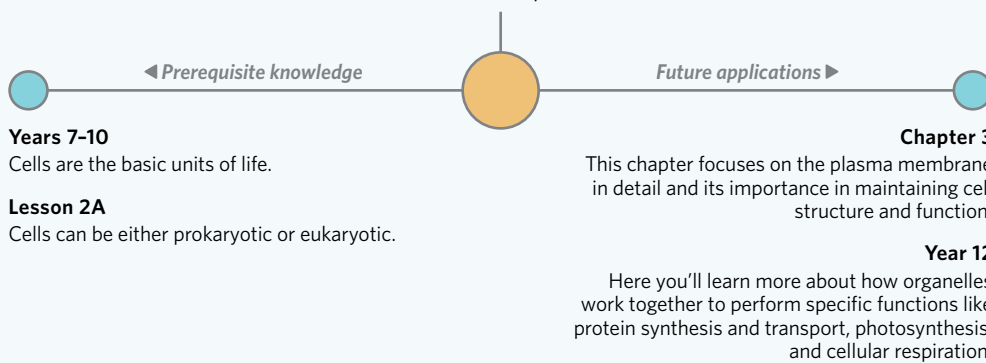 ◀ Prerequisite knowledge
Future applications ▶
Years 7–10
Cells are the basic units of life.
Lesson 2A
Cells can be either prokaryotic or eukaryotic.
Chapter 3
This chapter focuses on the plasma membrane
in detail and its importance in maintaining cel
structure and function
Year 12
Here you'll learn more about how organelles
work together to perform specific functions like
protein synthesis and transport, photosynthesis
and cellular respiration